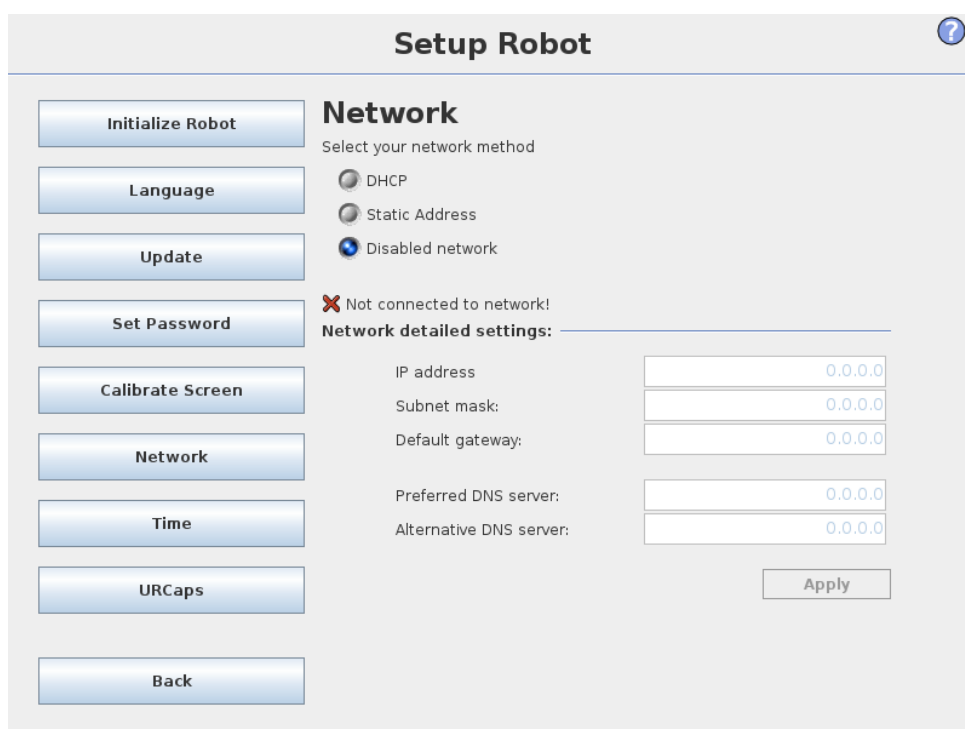 Setup Robot
?
Initialize Robot
Language
Update
Set Password
Calibrate Screen
Network
Time
URCaps
Back
Network
Select your network method
DHCP
Static Address
Disabled network
Not connected to network!
Network detailed settings:
IP address 0.0.0.0
Subnet mask: 0.0.0.0
Default gateway: 0.0.0.0
Preferred DNS server: 0.0.0.0
Alternative DNS server: 0.0.0.0
Apply